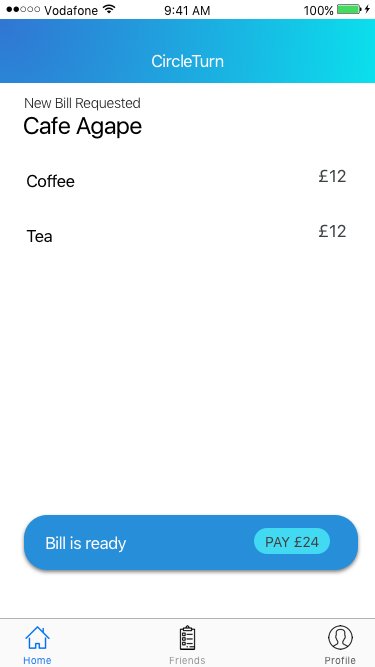 Vodafone 9:41 AM 100%
CircleTurn
New Bill Requested
Cafe Agape
Coffee £12
Tea £12
Bill is ready PAY £24
Home Friends Profile